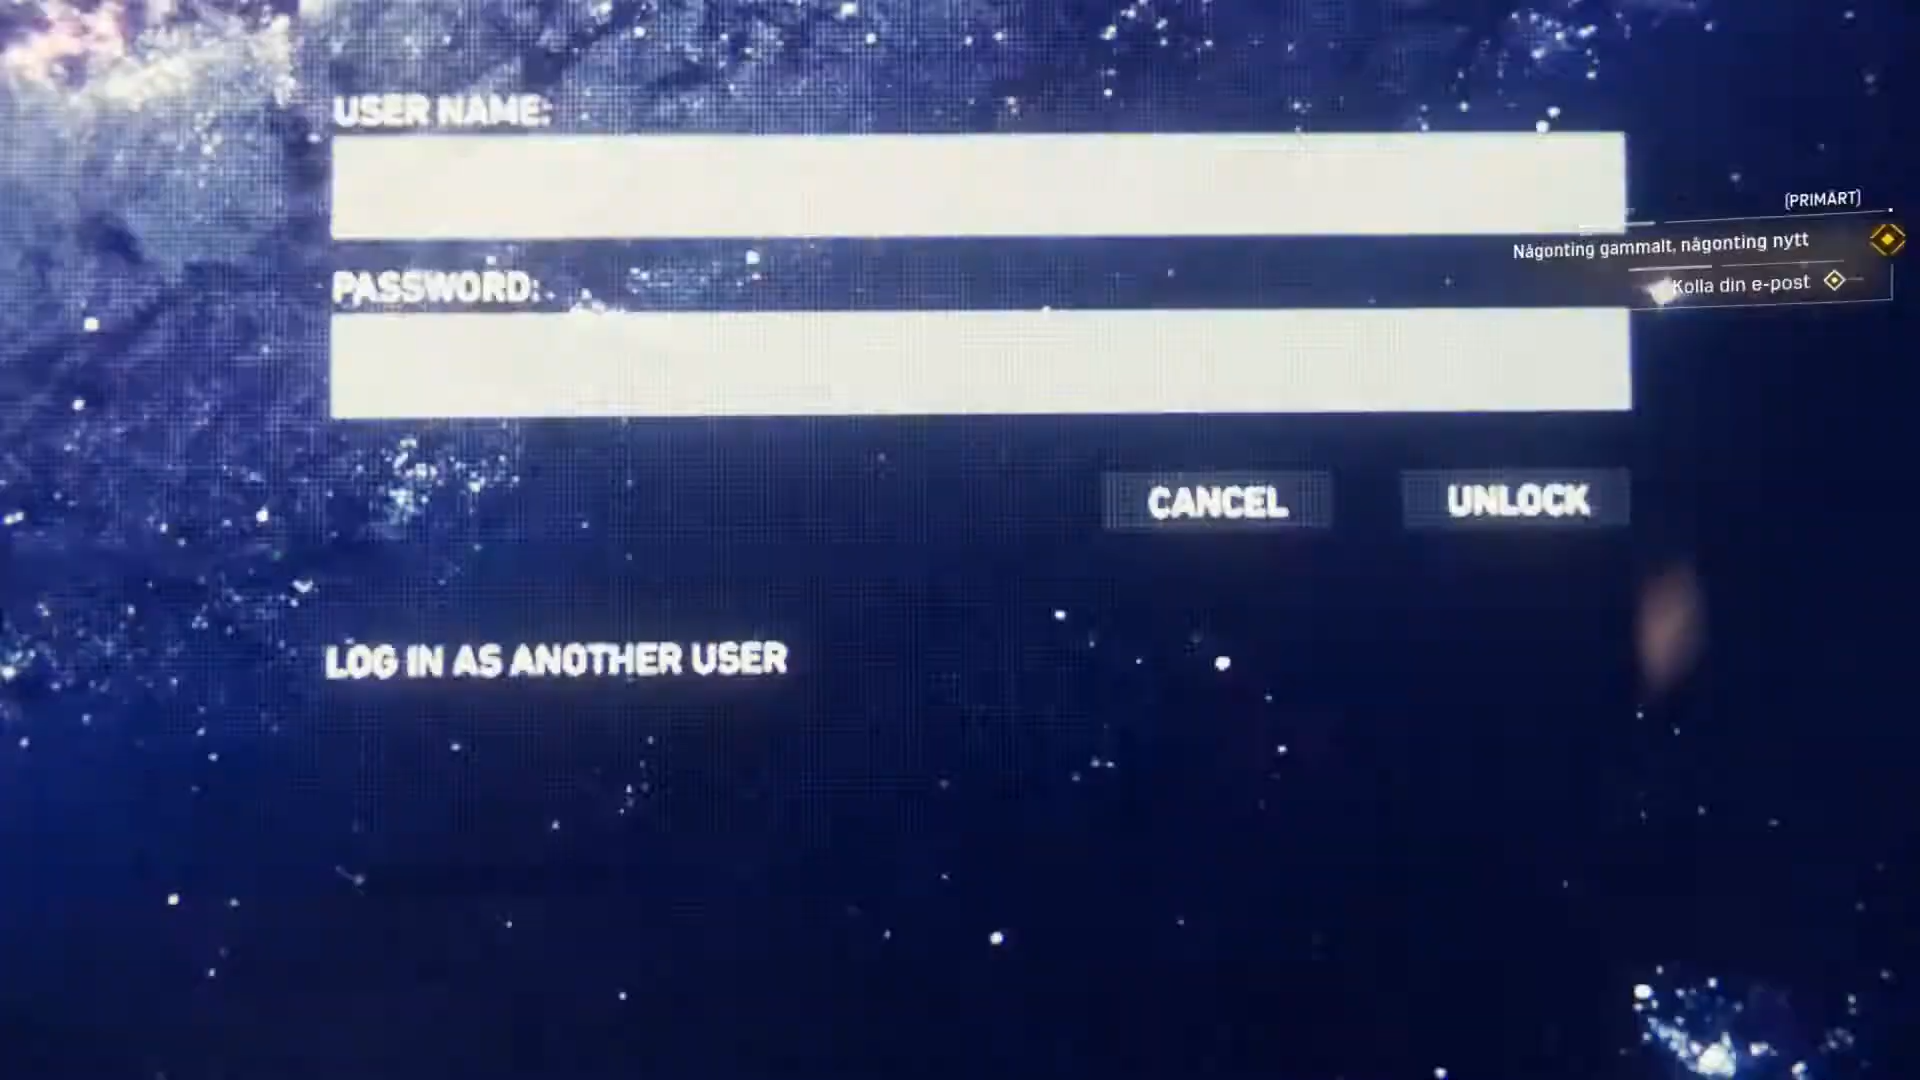 USER NAME:
(PRIMÄRT)
Någonting gammalt, någonting nytt
PASSWORD:
Kolla din e-post
CANCEL
UNLOCK
LOG IN AS ANOTHER USER